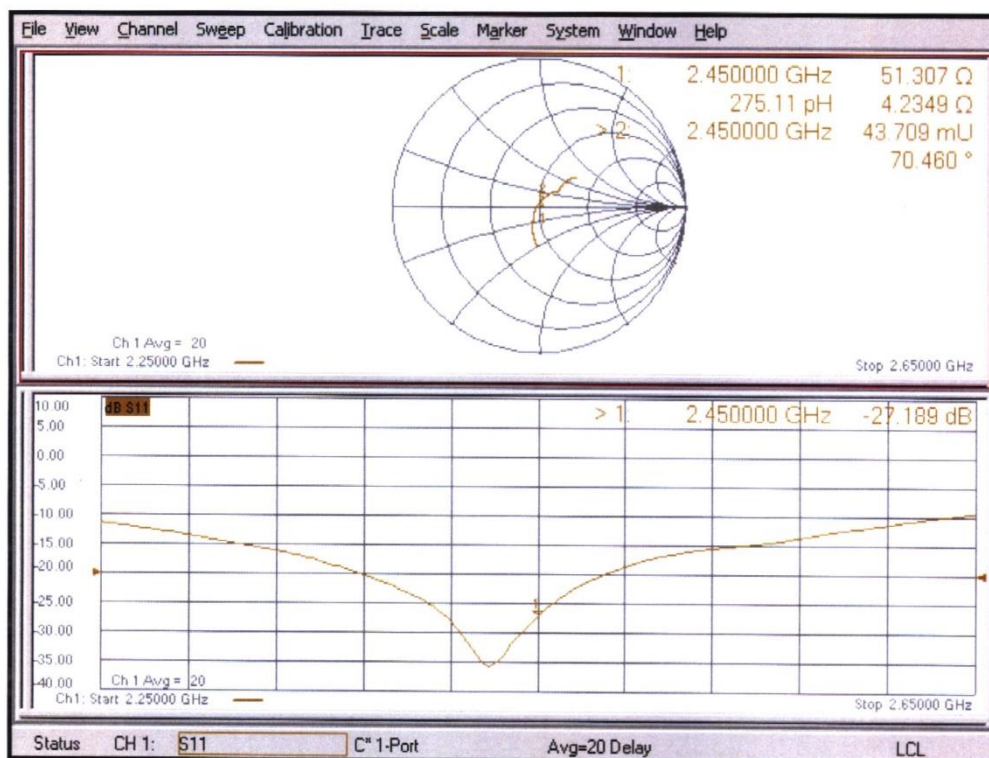 File View Channel Sweep Calibration Trace Scale Marker System Window Help
1: 2.450000 GHz 51.307 Ω
275.11 pH 4.2349 Ω
> 2: 2.450000 GHz 43.709 mU
70.460 °
Ch 1 Avg = 20
Ch1: Start 2.25000 GHz
Stop 2.65000 GHz
10.00
dB S11
> 1: 2.450000 GHz -27.189 dB
5.00
0.00
-5.00
-10.00
-15.00
-20.00
-25.00
1
-30.00
-35.00
-40.00
Ch 1 Avg = 20
Ch1: Start 2.25000 GHz
Stop 2.65000 GHz
Status CH 1: S11 C* 1-Port Avg=20 Delay LCL